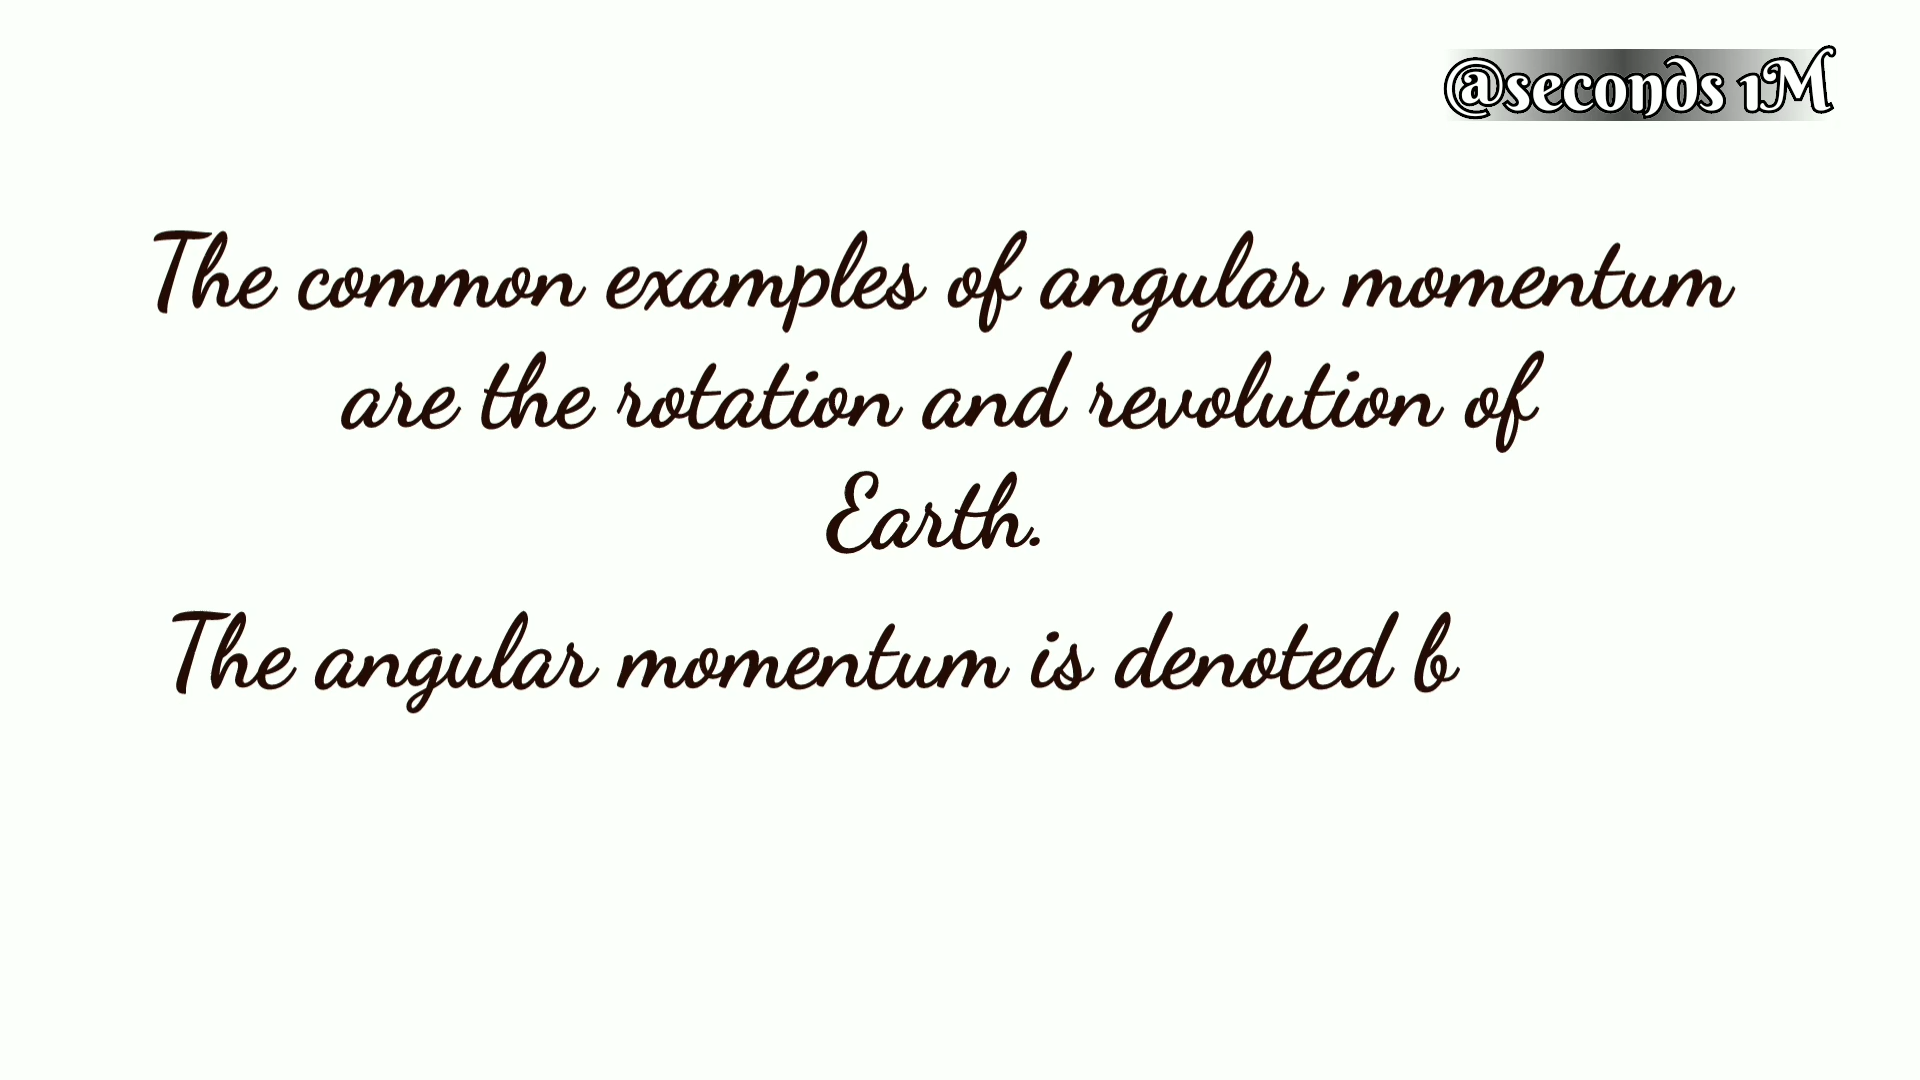 @seconds 1M
The common examples of angular momentum
are the rotation and revolution of
Earth.
The angular momentum is denoted b